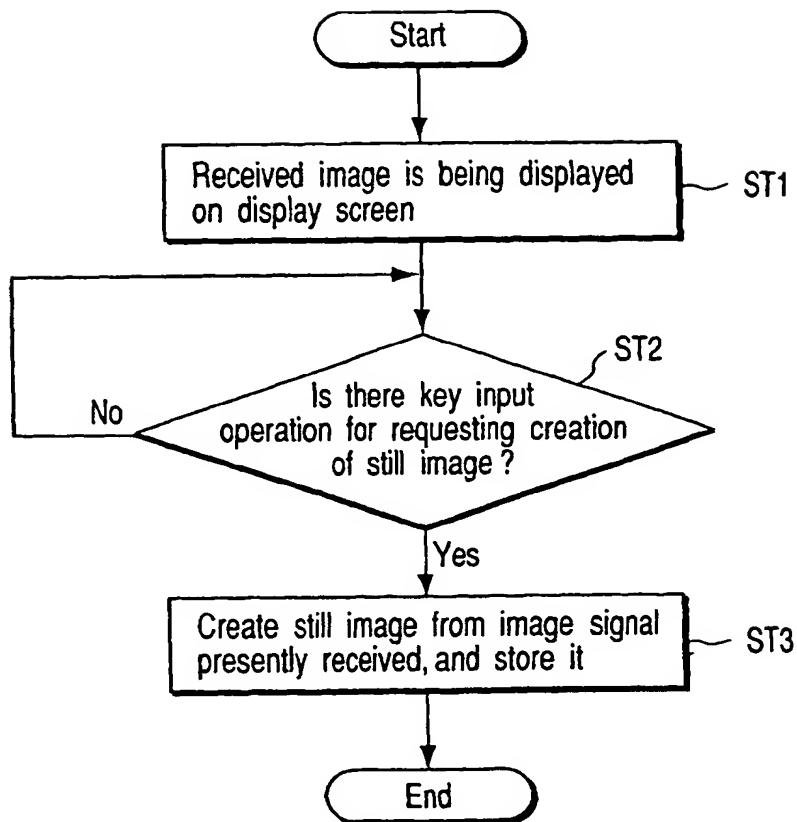 Start
Received image is being displayed
on display screen
ST1
ST2
Is there key input
operation for requesting creation
of still image ?
No
Yes
Create still image from image signal
presently received, and store it
ST3
End